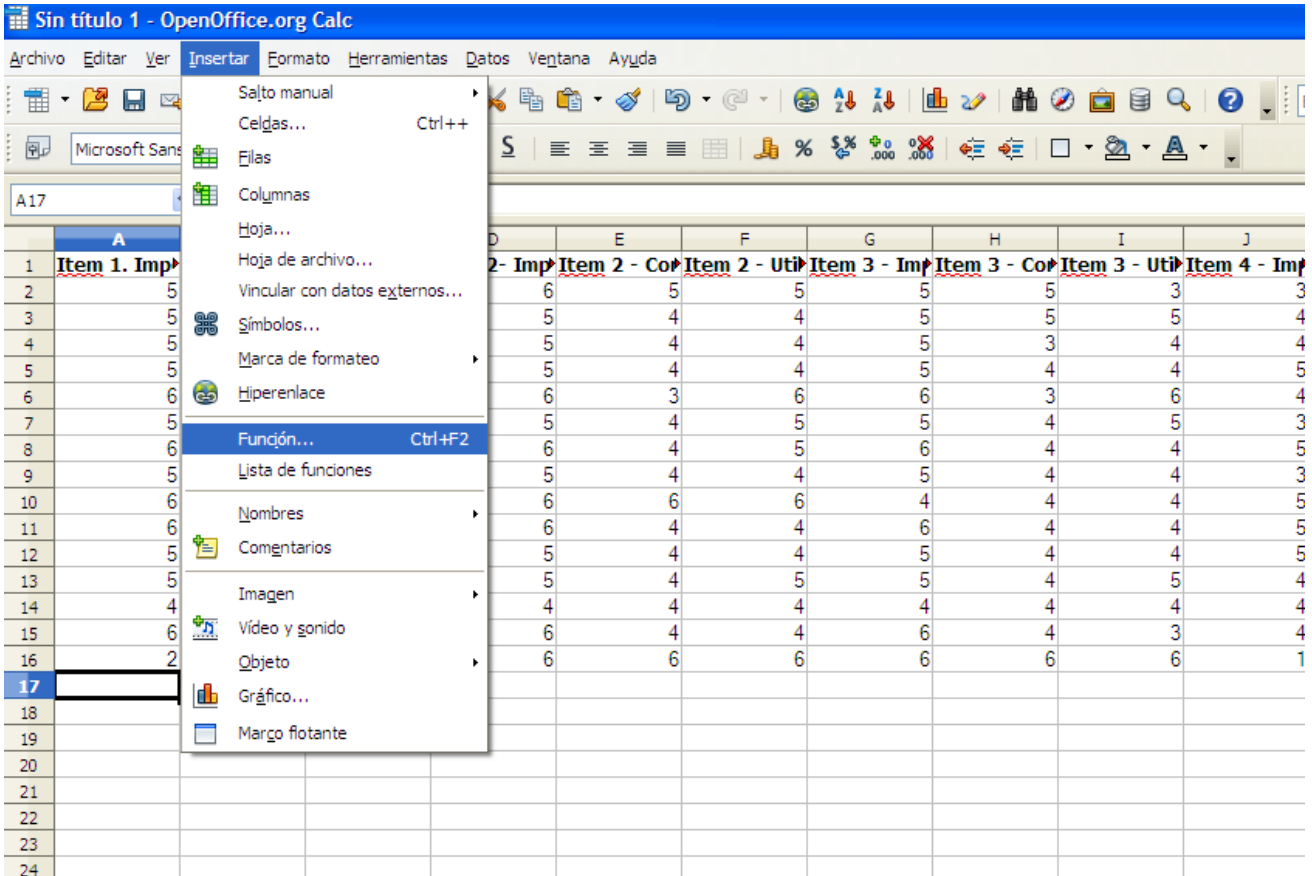 Sin título 1 - OpenOffice.org Calc
Archivo Editar Ver Insertar Formato Herramientas Datos Ventana Ayuda
Salto manual
Celdas... Ctrl++
Microsoft Sans
Filas
A17
Columnas
Hoja...
Hoja de archivo...
Vincular con datos externos...
Símbolos...
Marca de formateo
Hiperenlace
Función... Ctrl+F2
Lista de funciones
Nombres
Comentarios
Imagen
Vídeo y sonido
Objeto
Gráfico...
Marco flotante
A D E F G H I J
1 Item 1. Imp 2- Imp Item 2 - Co Item 2 - Uti Item 3 - Imp Item 3 - Co Item 3 - Uti Item 4 - Imp
2 5 6 5 5 5 5 3 3
3 5 5 4 4 5 5 5 4
4 5 5 4 4 5 3 4 4
5 5 5 4 4 5 4 4 5
6 6 6 3 6 6 3 6 4
7 5 5 4 5 5 4 5 3
8 6 6 4 5 6 4 4 5
9 5 5 4 4 5 4 4 3
10 6 6 6 6 4 4 4 5
11 6 6 4 4 6 4 4 5
12 5 5 4 4 5 4 4 5
13 5 5 4 5 5 4 5 4
14 4 4 4 4 4 4 4 4
15 6 6 4 4 6 4 3 4
16 2 6 6 6 6 6 6 1
17
18
19
20
21
22
23
24